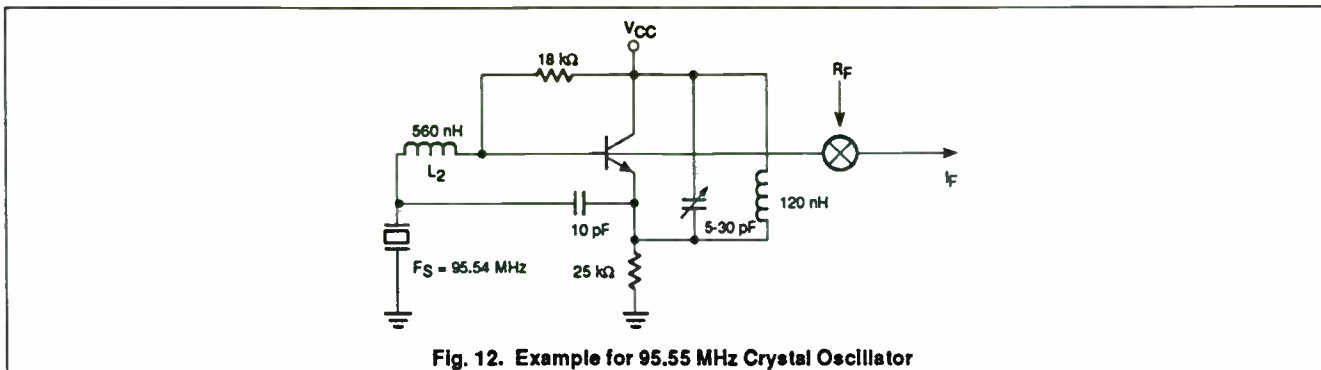 VCC
18 kΩ
RF
560 nH
L2
IF
120 nH
10 pF
5-30 pF
FS = 95.54 MHz
25 kΩ
Fig. 12. Example for 95.55 MHz Crystal Oscillator